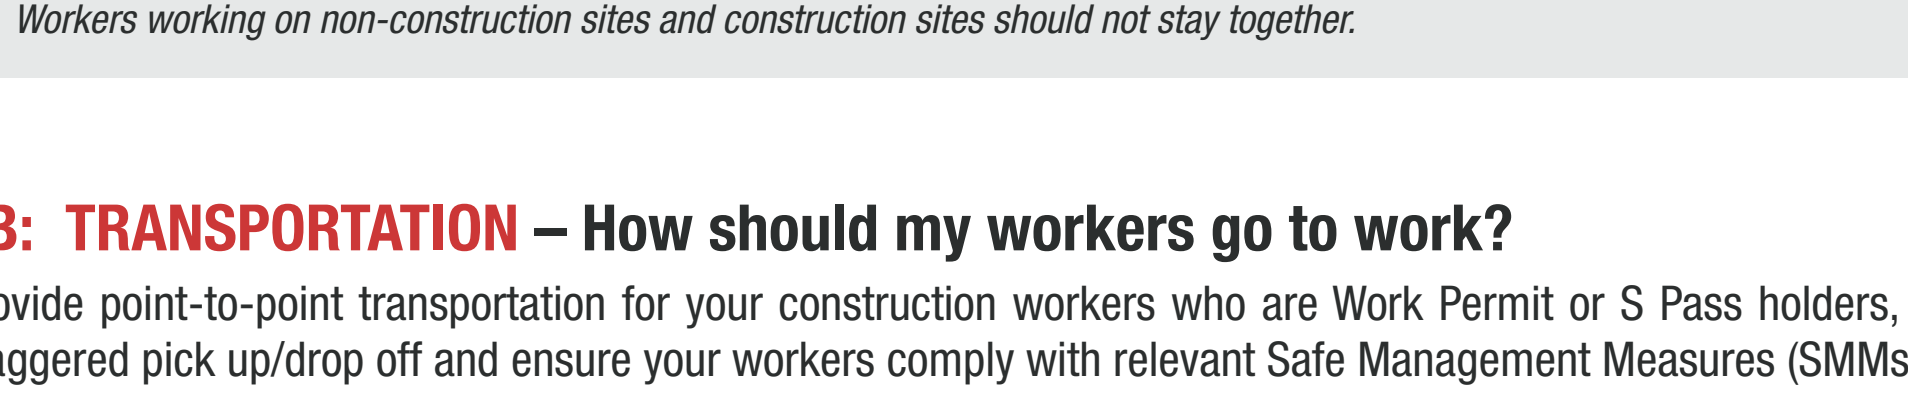 Workers working on non-construction sites and construction sites should not stay together.
B: TRANSPORTATION – How should my workers go to work?
ovide point-to-point transportation for your construction workers who are Work Permit or S Pass holders,
aggered pick up/drop off and ensure your workers comply with relevant Safe Management Measures (SMMs